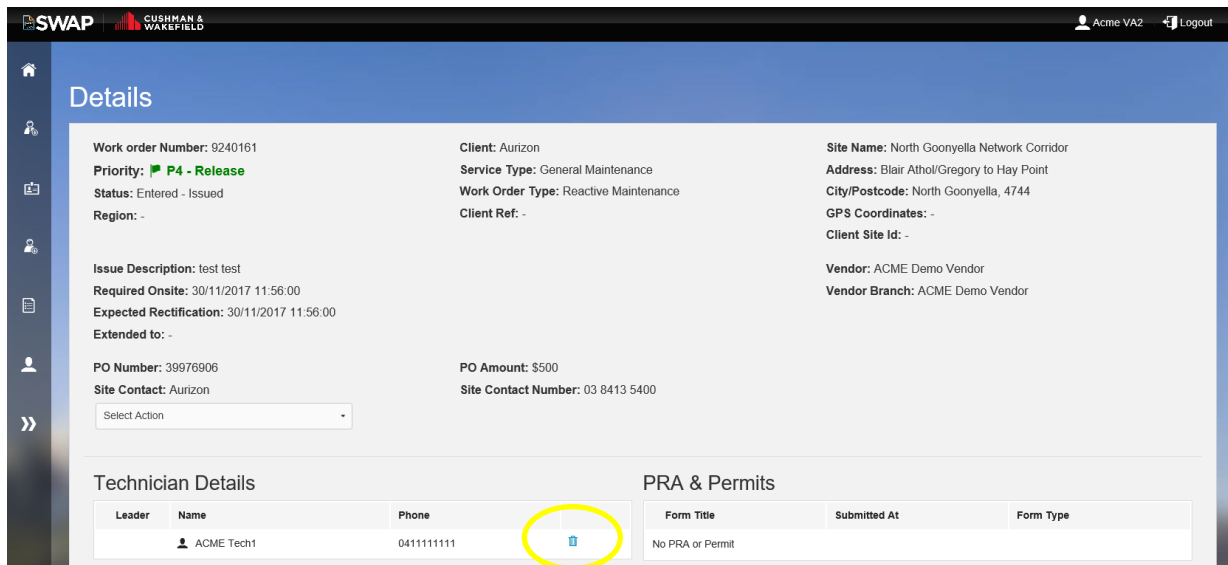 SWAP CUSHMAN & WAKEFIELD Acme VA2 Logout
Details
Work order Number: 9240161
Priority: P4 - Release
Status: Entered - Issued
Region: -
Client: Aurizon
Service Type: General Maintenance
Work Order Type: Reactive Maintenance
Client Ref: -
Site Name: North Goonyella Network Corridor
Address: Blair Athol/Gregory to Hay Point
City/Postcode: North Goonyella, 4744
GPS Coordinates: -
Client Site Id: -
Issue Description: test test
Required Onsite: 30/11/2017 11:56:00
Expected Rectification: 30/11/2017 11:56:00
Extended to: -
Vendor: ACME Demo Vendor
Vendor Branch: ACME Demo Vendor
PO Number: 39976906
Site Contact: Aurizon
PO Amount: $500
Site Contact Number: 03 8413 5400
Select Action
Technician Details
Leader Name Phone
ACME Tech1 0411111111
PRA & Permits
Form Title Submitted At Form Type
No PRA or Permit